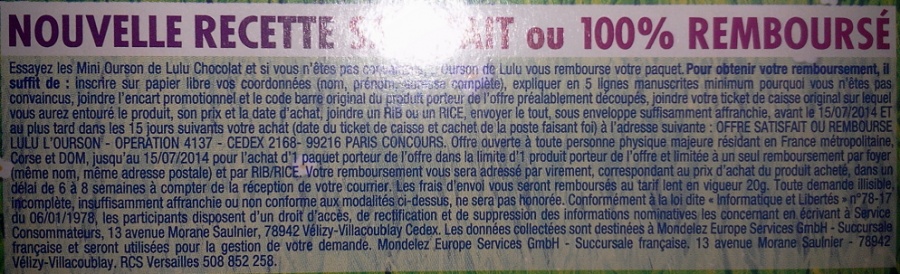 NOUVELLE RECETTE SATISFAIT ou 100% REMBOURSÉ
Essayez les Mini Ourson de Lulu Chocolat et si vous n'êtes pas Ourson de Lulu vous rembourse votre paquet. Pour obtenir votre remboursement, il
suffit de : Inscrire sur papier libre vos coordonnées (nom, prénom, adresse complète), expliquer en 5 lignes manuscrites minimum pourquoi vous n'êtes pas
convaincus, joindre l'encart promotionnel et le code barre original du produit porteur de l'offre préalablement découpés, joindre votre ticket de caisse original sur lequel
vous aurez entouré le produit, son prix et la date d'achat, joindre un RIB ou un RICE, envoyer le tout, sous enveloppe suffisamment affranchie, avant le 15/07/2014 ET
au plus tard dans les 15 jours suivants votre achat (date du ticket de caisse et cachet de la poste faisant foi) à l'adresse suivante : OFFRE SATISFAIT OU REMBOURSE
LULU L'OURSON - OPERATION 4137 - CEDEX 2168- 99216 PARIS CONCOURS. Offre ouverte à toute personne physique majeure résidant en France métropolitaine,
Corse et DOM, jusqu'au 15/07/2014 pour l'achat d'1 paquet porteur de l'offre dans la limite d'1 produit porteur de l'offre et limitée à un seul remboursement par foyer
(même nom, même adresse postale) et par RIB/RICE. Votre remboursement vous sera adressé par virement, correspondant au prix d'achat du produit acheté, dans un
délai de 6 à 8 semaines à compter de la réception de votre courrier. Les frais d'envoi vous seront remboursés au tarif lent en vigueur 20g. Toute demande illisible,
incomplète, insuffisamment affranchie ou non conforme aux modalités ci-dessus, ne sera pas honorée. Conformément à la loi dite « Informatique et Libertés » n°78-17
du 06/01/1978, les participants disposent d'un droit d'accès, de rectification et de suppression des informations nominatives les concernant en écrivant à Service
Consommateurs, 13 avenue Morane Saulnier, 78942 Vélizy-Villacoublay Cedex. Les données collectées sont destinées à Mondelez Europe Services GmbH - Succursale
française et seront utilisées pour la gestion de votre demande. Mondelez Europe Services GmbH - Succursale française. 13 avenue Morane Saulnier - 78942
Vélizy-Villacoublay. RCS Versailles 508 852 258.